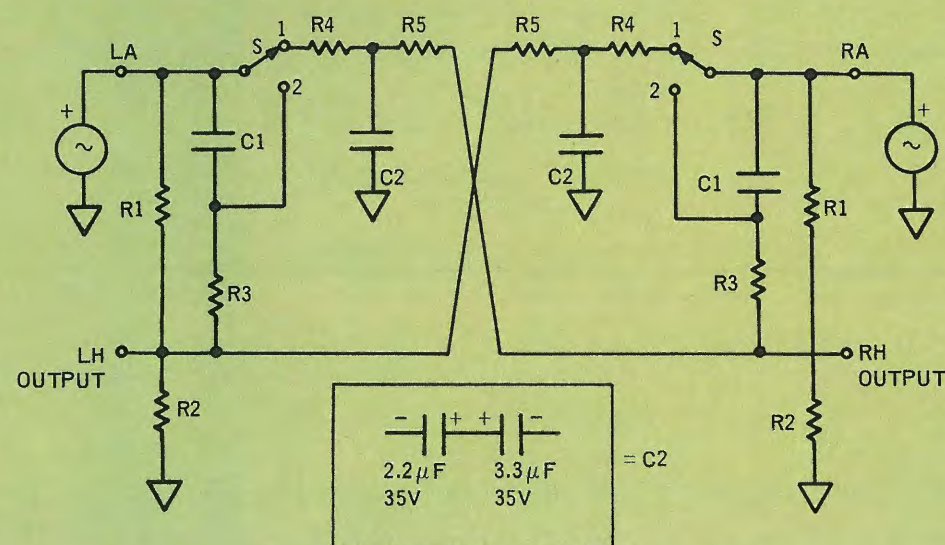 LA
S
1
R4
R5
R5
R4
1
S
RA
+
2
2
+
~
C1
C2
C2
C1
~
R1
R1
R3
R3
LH
OUTPUT
RH
OUTPUT
R2
R2
- + + -
2.2μF 3.3μF
35V 35V
= C2